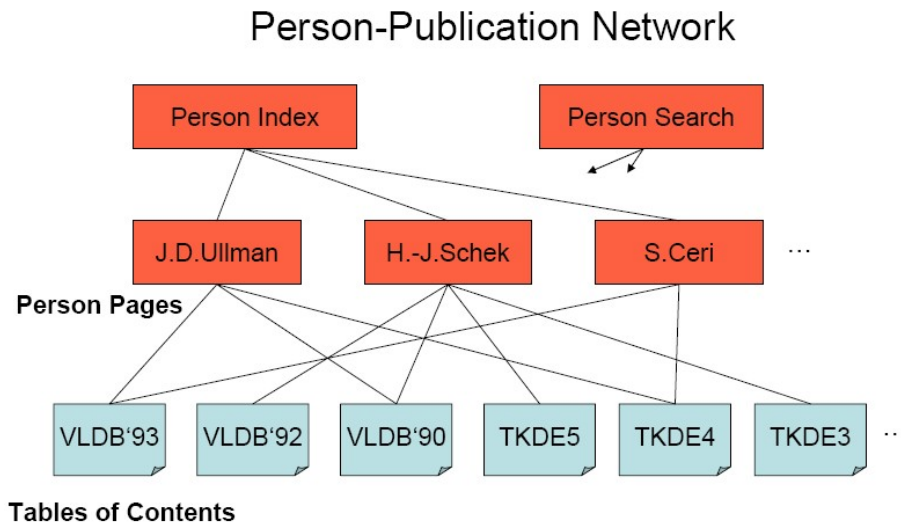 Person-Publication Network
Person Index
Person Search
J.D.Ullman
H.-J.Schek
S.Ceri
...
Person Pages
VLDB‘93
VLDB‘92
VLDB‘90
TKDE5
TKDE4
TKDE3
..
Tables of Contents